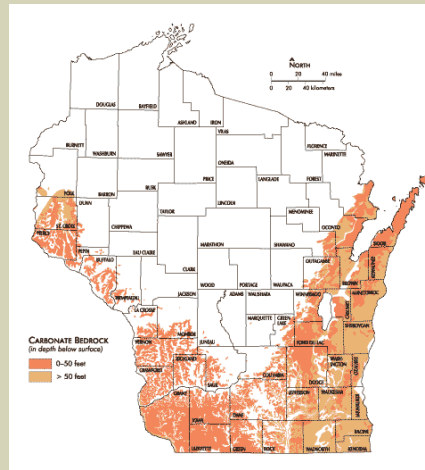 NORTH
0 20 40 miles
0 20 40 kilometers
DOUGLAS
BAYFIELD
ASHLAND
IRON
VILAS
BURNETT
WASHBURN
SAWYER
FLORENCE
MARINETTE
ONEIDA
PRICE
FOREST
POLK
BARRON
RUSK
LANGLADE
LINCOLN
TAYLOR
DUNN
CHIPPEWA
ST. CROIX
MENOMINEE
OCONTO
PIERCE
PEPIN
EAU CLAIRE
MARATHON
SHAWANO
DOOR
BUFFALO
CLARK
OUTAGAMIE
KEWAUNEE
BROWN
TREMPEALEAU
JACKSON
WOOD
PORTAGE
WAUPACA
ADAMS
WAUSHARA
WINNEBAGO
CALUMET
MANITOWOC
LA CROSSE
MONROE
JUNEAU
MARQUETTE
GREEN
LAKE
FOND DU LAC
SHEBOYGAN
VERNON
CRAWFORD
RICHLAND
SAUK
COLUMBIA
DODGE
WASH-
INGTON
OZAUKEE
GRANT
IOWA
DANE
JEFFERSON
WAUKESHA
MILWAUKEE
LAFAYETTE
GREEN
ROCK
WALWORTH
RACINE
KENOSHA
CARBONATE BEDROCK
(in depth below surface)
0–50 feet
> 50 feet